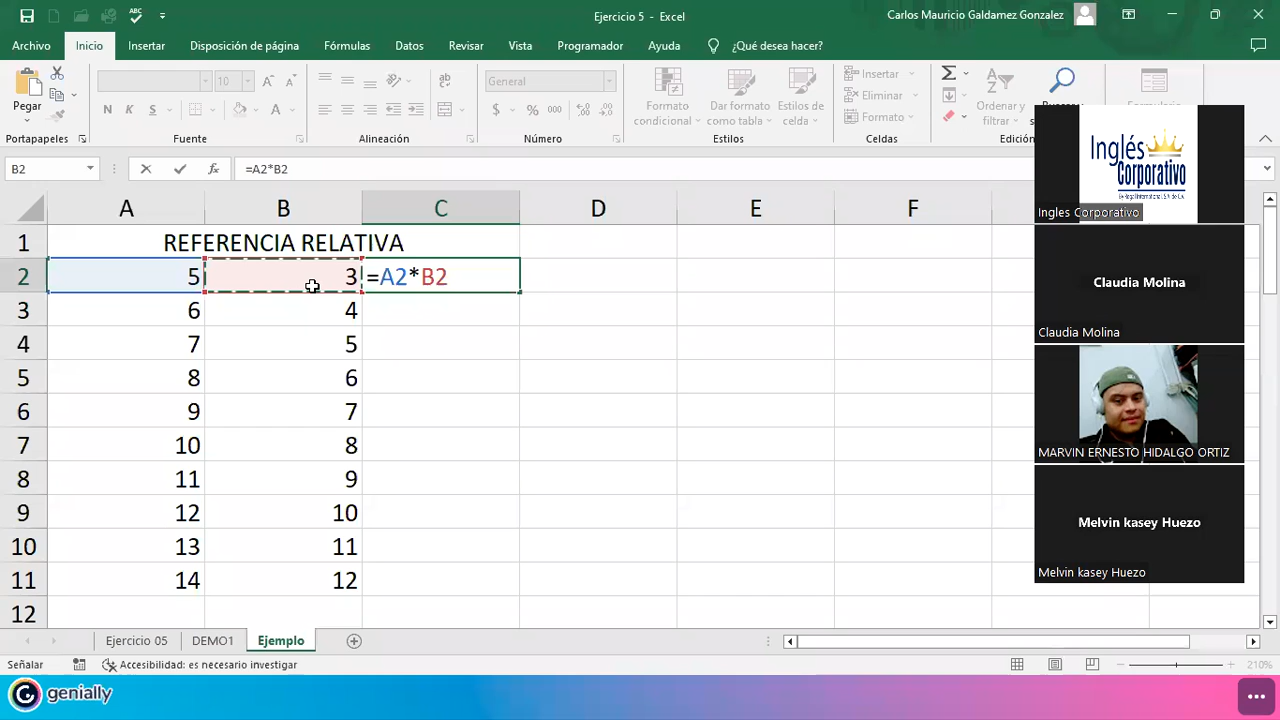 Ejercicio 5 - Excel
Carlos Mauricio Galdamez Gonzalez
Archivo Inicio Insertar Disposición de página Fórmulas Datos Revisar Vista Programador Ayuda ¿Qué desea hacer?
Pegar
10
N K S
General
$ % 000
Formato condicional
Dar formato como tabla
Estilos de celda
Insertar
Eliminar
Formato
Ordenar y filtrar
Portapapeles Fuente Alineación Número Estilos Celdas
B2 fx =A2*B2
A B C D E F
1 REFERENCIA RELATIVA
2 5 3 =A2*B2
3 6 4
4 7 5
5 8 6
6 9 7
7 10 8
8 11 9
9 12 10
10 13 11
11 14 12
12
Inglés
Corporativo
Ingles Corporativo
Claudia Molina
Claudia Molina
MARVIN ERNESTO HIDALGO ORTIZ
Melvin kasey Huezo
Melvin kasey Huezo
Ejercicio 05 DEMO1 Ejemplo
Señalar Accesibilidad: es necesario investigar 210%
genially